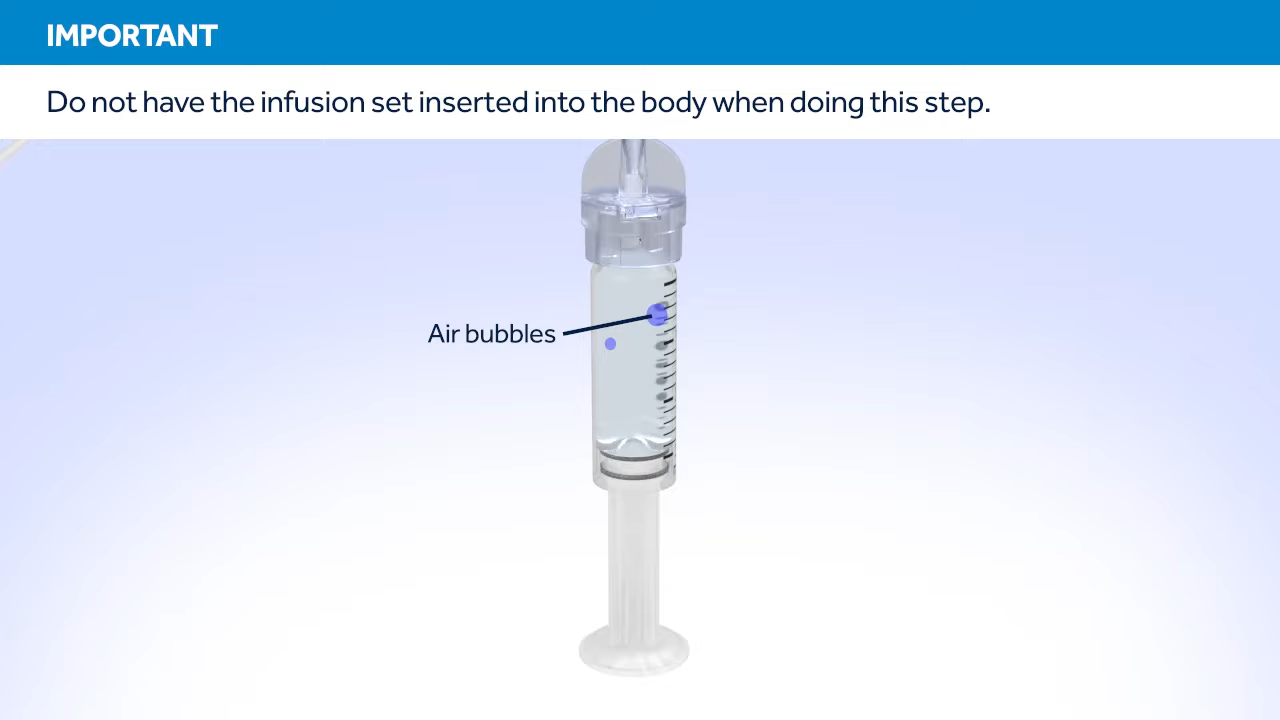 IMPORTANT
Do not have the infusion set inserted into the body when doing this step.
Air bubbles